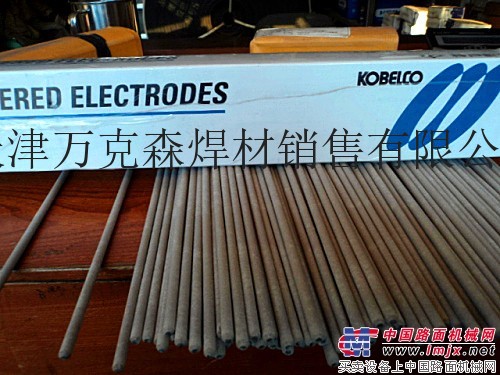 KOBELCO
ERED ELECTRODES
津万克森焊材销售有限公
中国路面机械网
www.lmjx.net
买卖设备上中国路面机械网